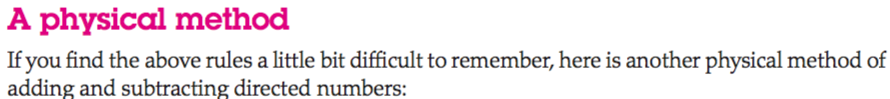 A physical method
If you find the above rules a little bit difficult to remember, here is another physical method of
adding and subtracting directed numbers: